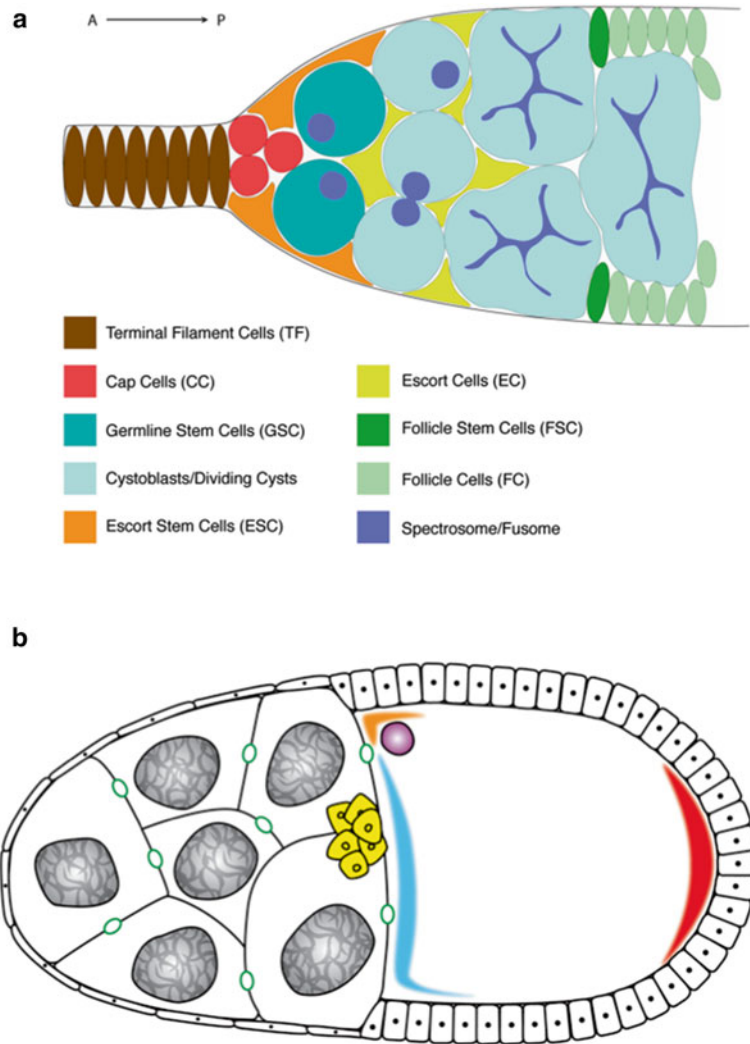 a
A P
Terminal Filament Cells (TF)
Cap Cells (CC)
Germline Stem Cells (GSC)
Cystoblasts/Dividing Cysts
Escort Stem Cells (ESC)
Escort Cells (EC)
Follicle Stem Cells (FSC)
Follicle Cells (FC)
Spectrosome/Fusome
b